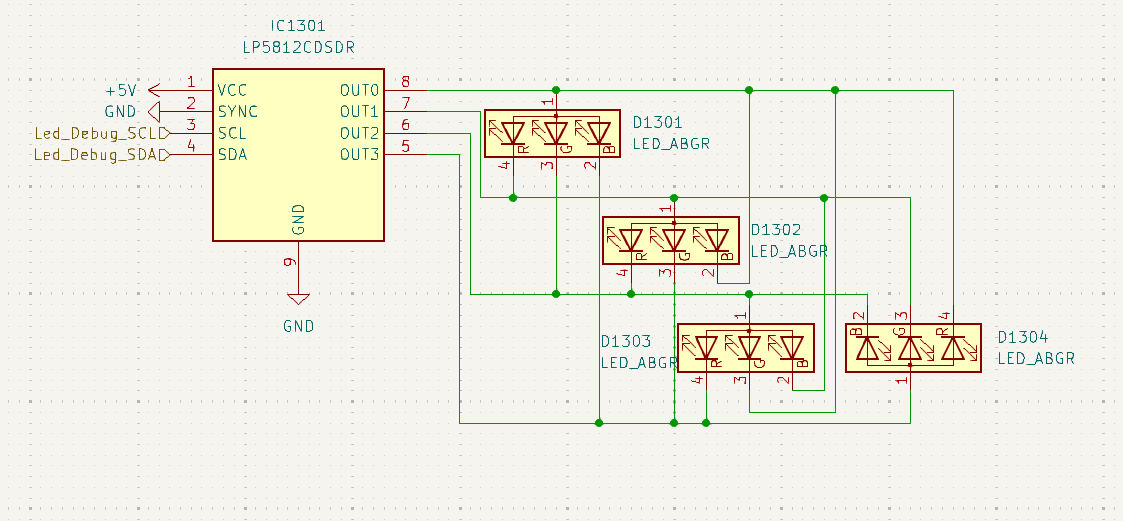 IC1301
LP5812CDSDR
+5V
1
VCC
OUT0
8
GND
2
SYNC
OUT1
7
Led_Debug_SCL
3
SCL
OUT2
6
Led_Debug_SDA
4
SDA
OUT3
5
GND
9
GND
1
R
G
B
4
3
2
D1301
LED_ABGR
1
R
G
B
4
3
2
D1302
LED_ABGR
1
R
G
B
4
3
2
D1303
LED_ABGR
2
3
4
B
G
R
1
D1304
LED_ABGR